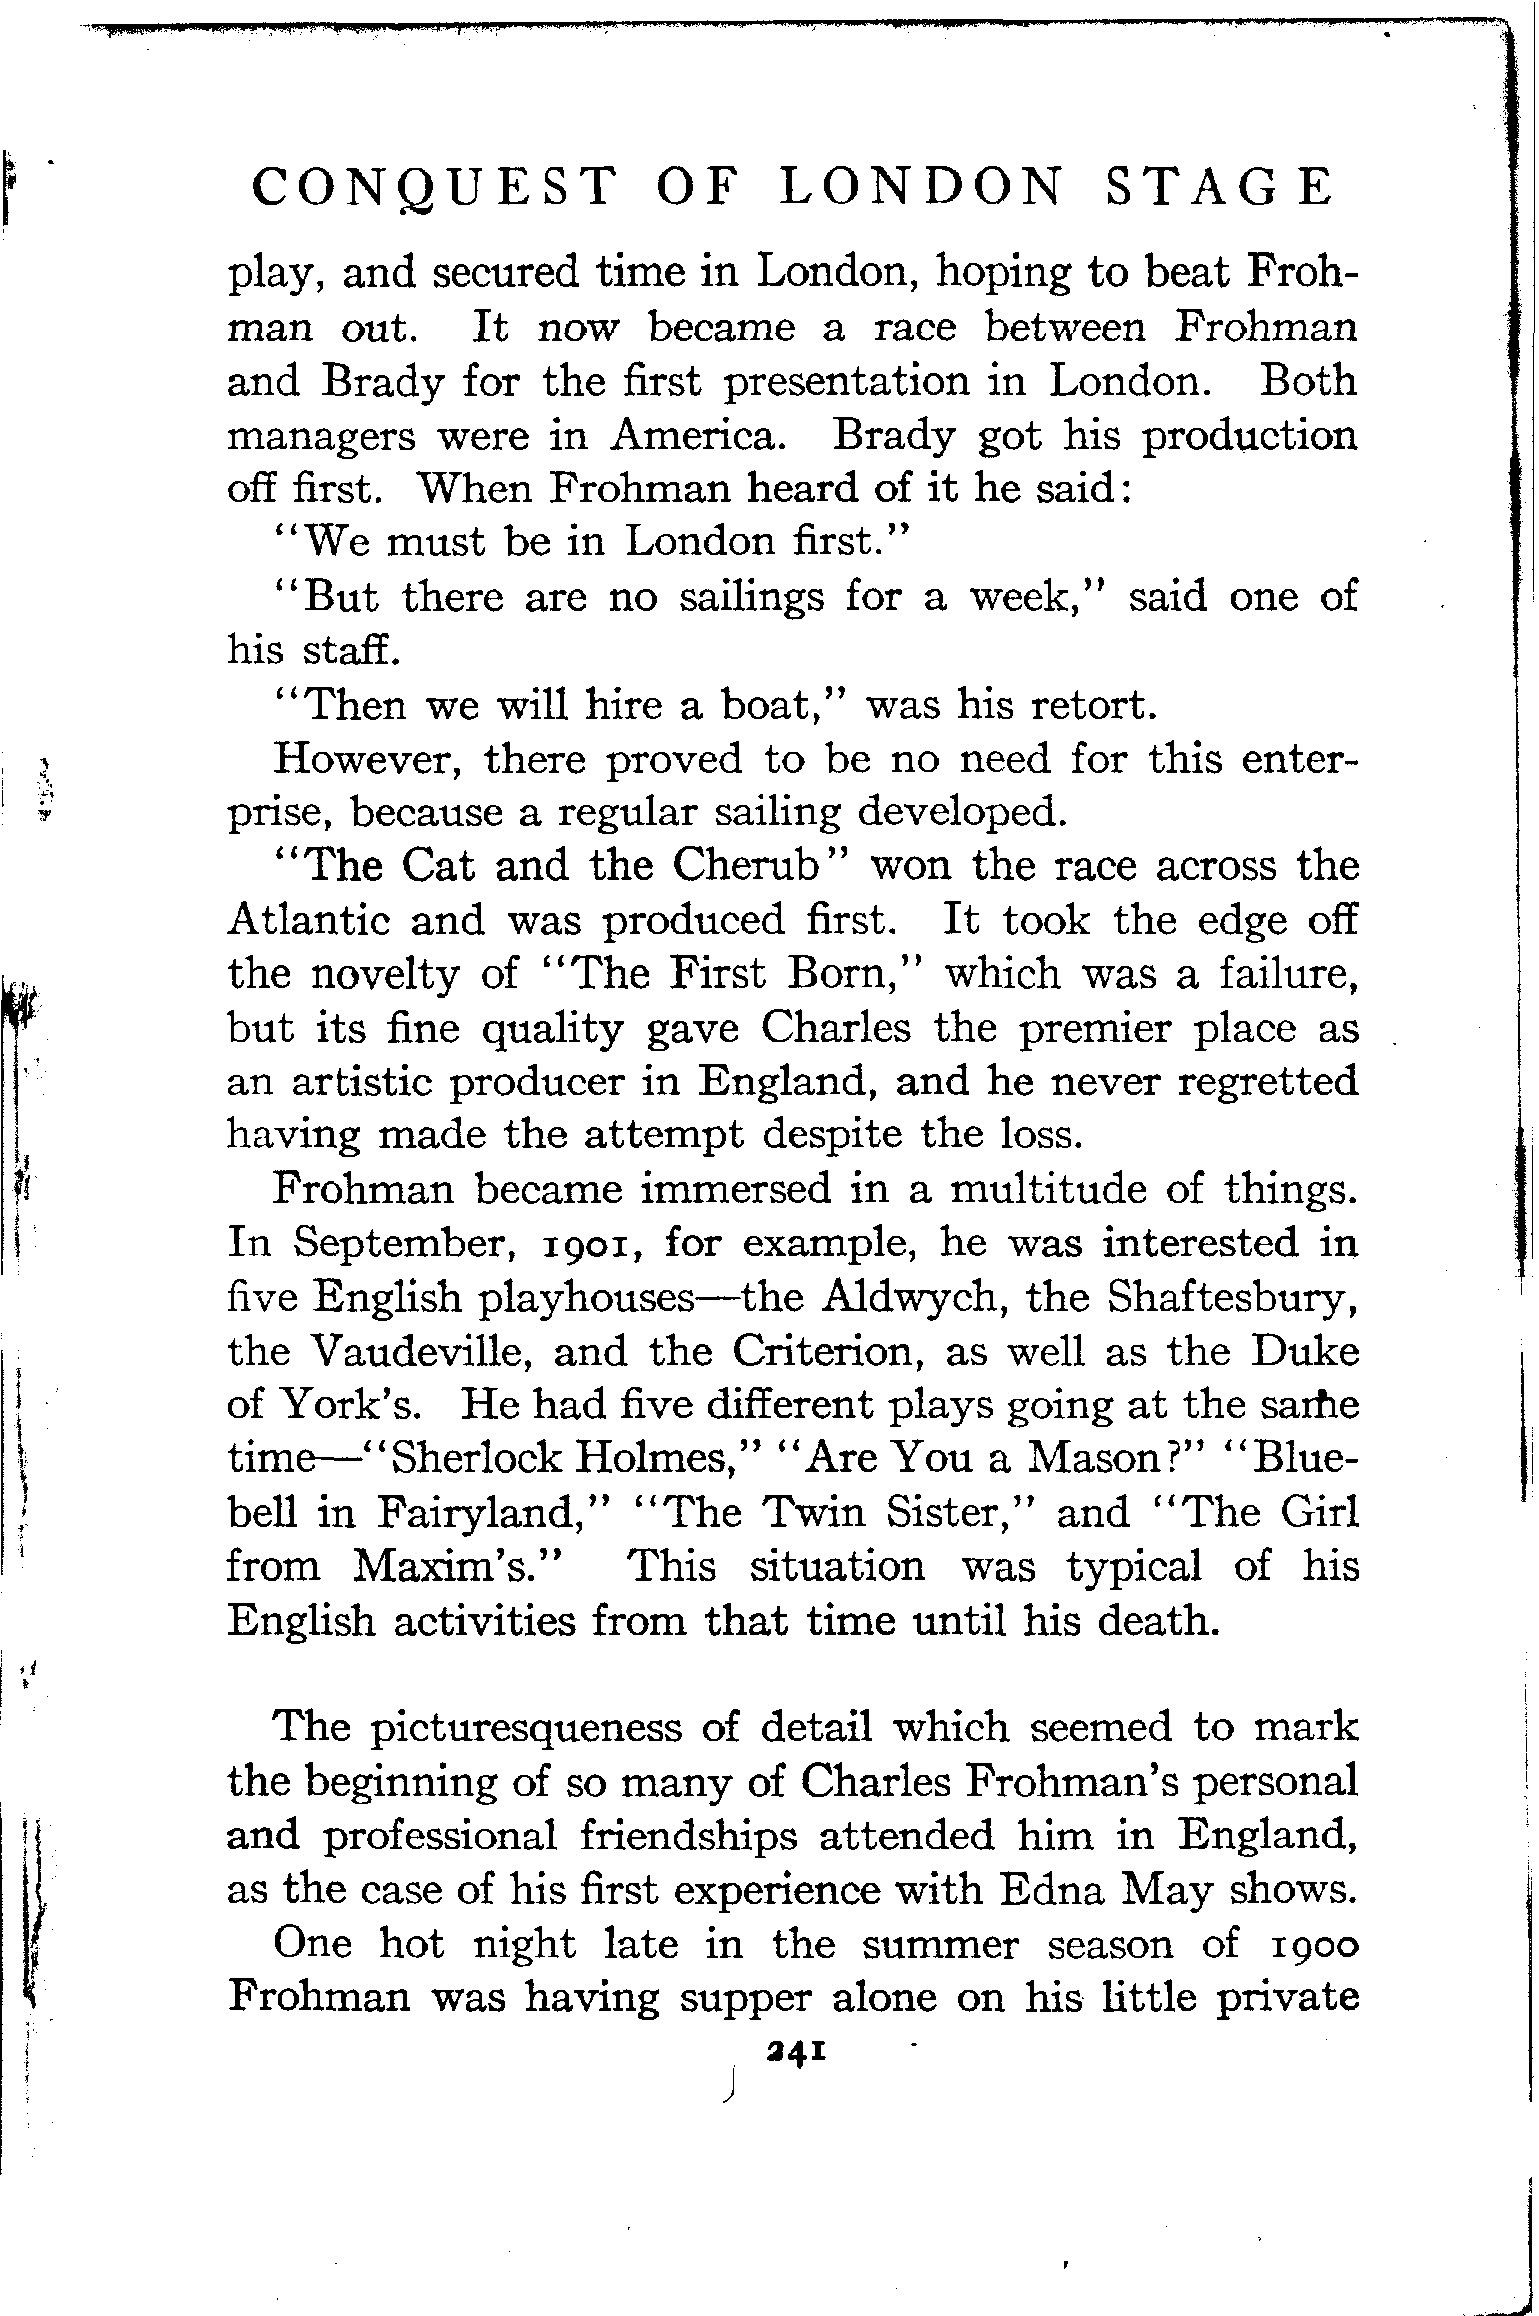 CONQUEST OF LONDON STAGE
play, and secured time in London, hoping to beat Froh-
man out. It now became a race between Frohman
and Brady for the first presentation in London. Both
managers were in America. Brady got his production
off first. When Frohman heard of it he said:
"We must be in London first."
"But there are no sailings for a week," said one of
his staff.
"Then we will hire a boat," was his retort.
However, there proved to be no need for this enter-
prise, because a regular sailing developed.
"The Cat and the Cherub" won the race across the
Atlantic and was produced first. It took the edge off
the novelty of "The First Born," which was a failure,
but its fine quality gave Charles the premier place as
an artistic producer in England, and he never regretted
having made the attempt despite the loss.
Frohman became immersed in a multitude of things.
In September, 1901, for example, he was interested in
five English playhouses—the Aldwych, the Shaftesbury,
the Vaudeville, and the Criterion, as well as the Duke
of York's. He had five different plays going at the same
time—"Sherlock Holmes," "Are You a Mason?" "Blue-
bell in Fairyland," "The Twin Sister," and "The Girl
from Maxim's." This situation was typical of his
English activities from that time until his death.
The picturesqueness of detail which seemed to mark
the beginning of so many of Charles Frohman's personal
and professional friendships attended him in England,
as the case of his first experience with Edna May shows.
One hot night late in the summer season of 1900
Frohman was having supper alone on his little private
241